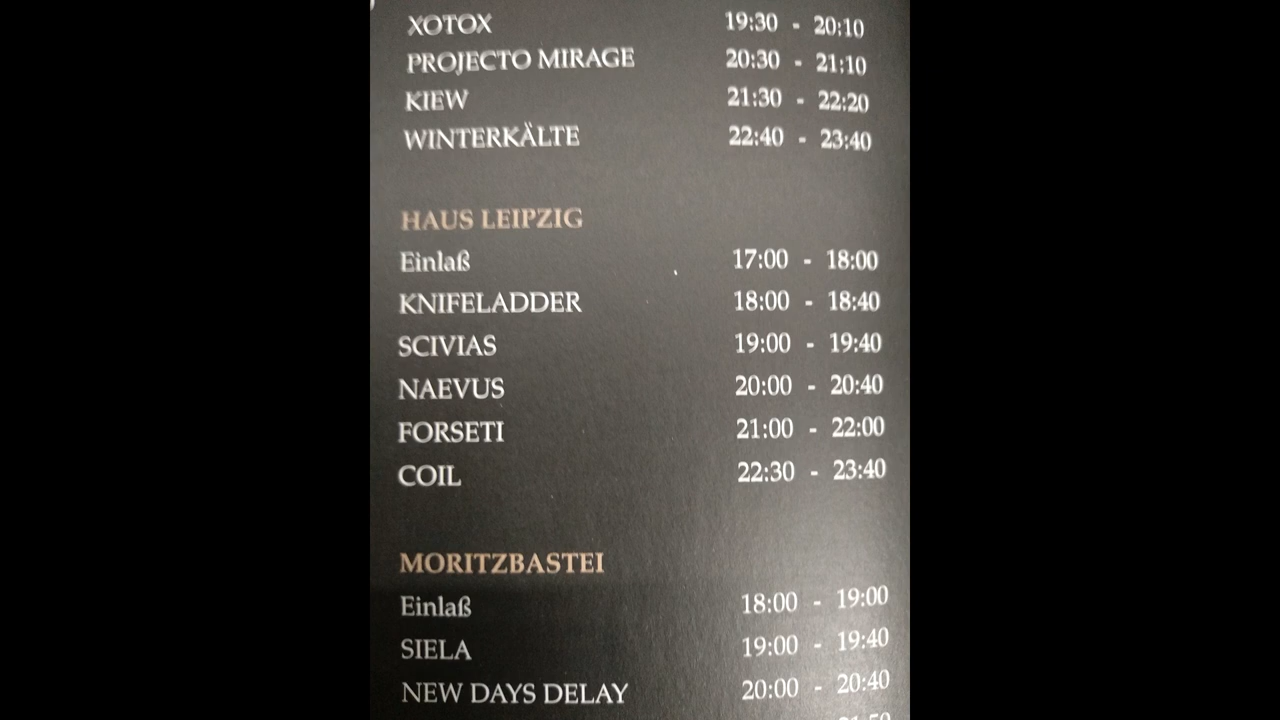 XOTOX 19:30 - 20:10
PROJECTO MIRAGE 20:30 - 21:10
KIEW 21:30 - 22:20
WINTERKÄLTE 22:40 - 23:40
HAUS LEIPZIG
Einlaß 17:00 - 18:00
KNIFELADDER 18:00 - 18:40
SCIVIAS 19:00 - 19:40
NAEVUS 20:00 - 20:40
FORSETI 21:00 - 22:00
COIL 22:30 - 23:40
MORITZBASTEI
Einlaß 18:00 - 19:00
SIELA 19:00 - 19:40
NEW DAYS DELAY 20:00 - 20:40